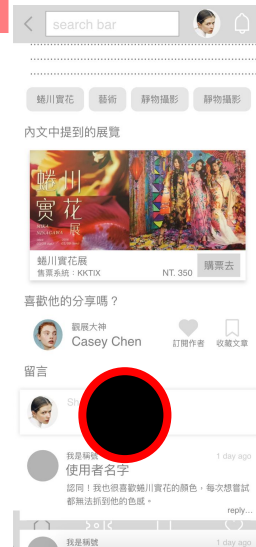 search bar
蜷川實花 藝術 靜物攝影 靜物攝影
內文中提到的展覽
蜷川
实花
展
蜷川實花展
售票系統：KKTIX NT. 350 購票去
喜歡他的分享嗎？
觀展大神
Casey Chen 訂閱作者 收藏文章
留言
Sh
我是稱號 1 day ago
使用者名字
認同！我也很喜歡蜷川實花的顏色，每次想嘗試
都無法抓到他的色感。
reply...
我是稱號 1 day ago